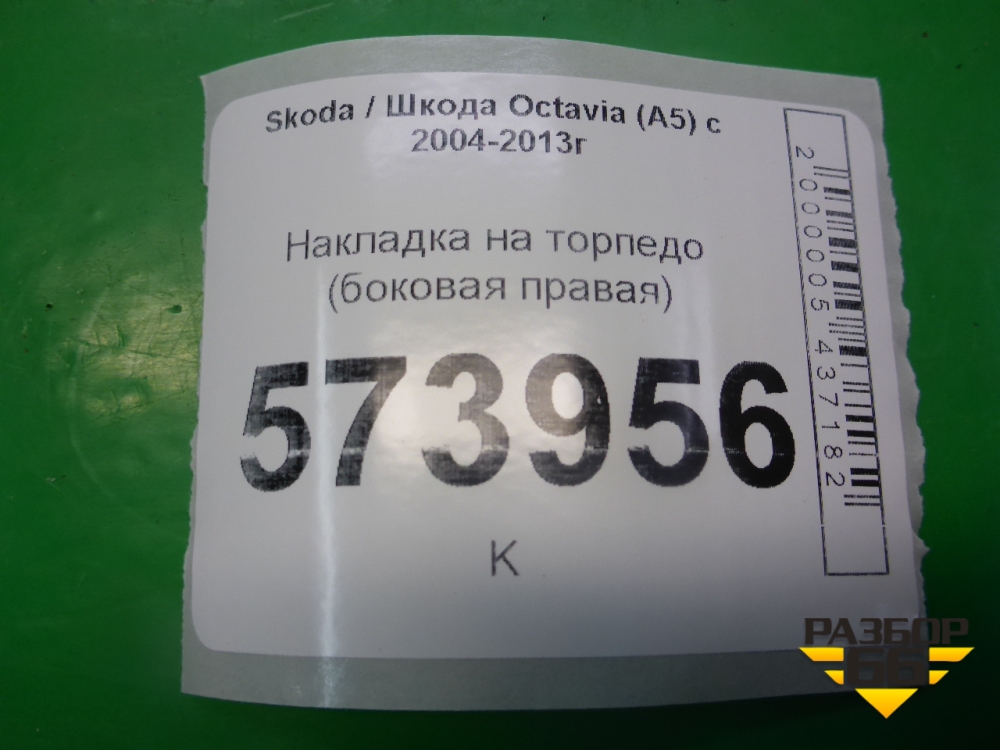 Skoda / Шкода Octavia (A5) с
2004-2013г
Накладка на торпедо
(боковая правая)
573956
К
2000005437182
РАЗБОР
66